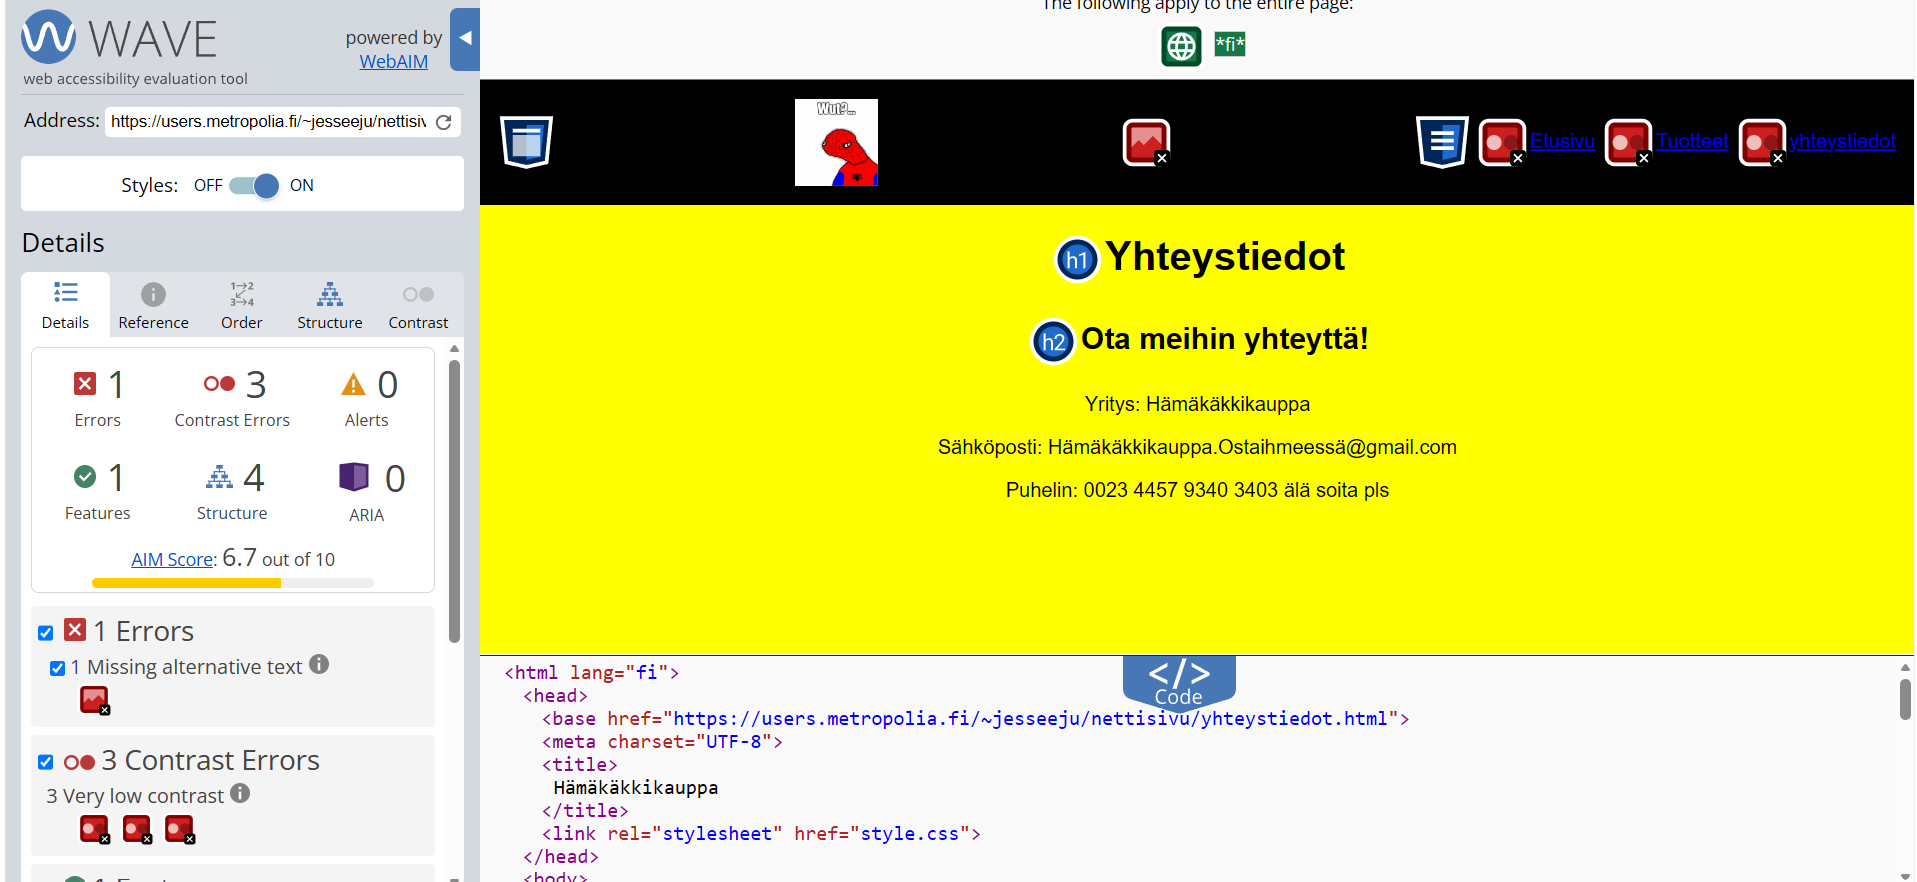 WAVE
web accessibility evaluation tool
powered by
WebAIM
Address: https://users.metropolia.fi/~jesseeju/nettisiv
Styles: OFF ON
Details
Details Reference Order Structure Contrast
1 Errors
3 Contrast Errors
0 Alerts
1 Features
4 Structure
0 ARIA
AIM Score: 6.7 out of 10
1 Errors
1 Missing alternative text
3 Contrast Errors
3 Very low contrast
The following apply to the entire page:
*fi*
Wut?...
Etusivu Tuotteet yhteystiedot
h1 Yhteystiedot
h2 Ota meihin yhteyttä!
Yritys: Hämäkäkkikauppa
Sähköposti: Hämäkäkkikauppa.Ostaihmeessä@gmail.com
Puhelin: 0023 4457 9340 3403 älä soita pls
</> Code
<html lang="fi">
<head>
<base href="https://users.metropolia.fi/~jesseeju/nettisivu/yhteystiedot.html">
<meta charset="UTF-8">
<title>
Hämäkäkkikauppa
</title>
<link rel="stylesheet" href="style.css">
</head>
<body>